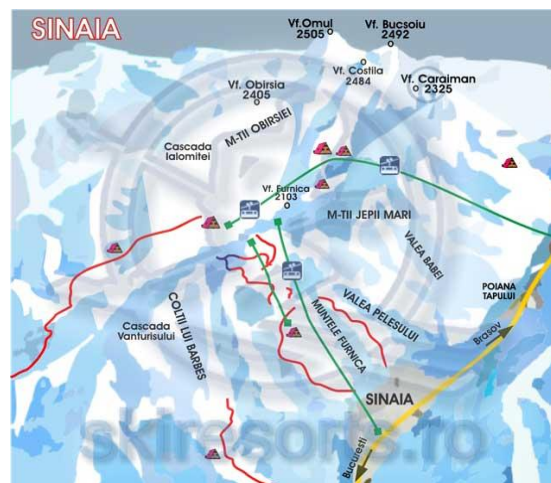 SINAIA
Vf. Omul
2505
Vf. Bucsoiu
2492
Vf. Costila
2484
Vf. Caraiman
2325
Vf. Obirsia
2405
M-TII OBIRSIEI
Cascada
Ialomitei
Vf. Furnica
2103
M-TII JEPII MARI
VALEA BABEI
POIANA
TAPULUI
VALEA PELESULUI
MUNTELE FURNICA
COLTII LUI BARBES
Cascada
Vanturisului
Brasov
SINAIA
skiresorts.ro
Bucuresti